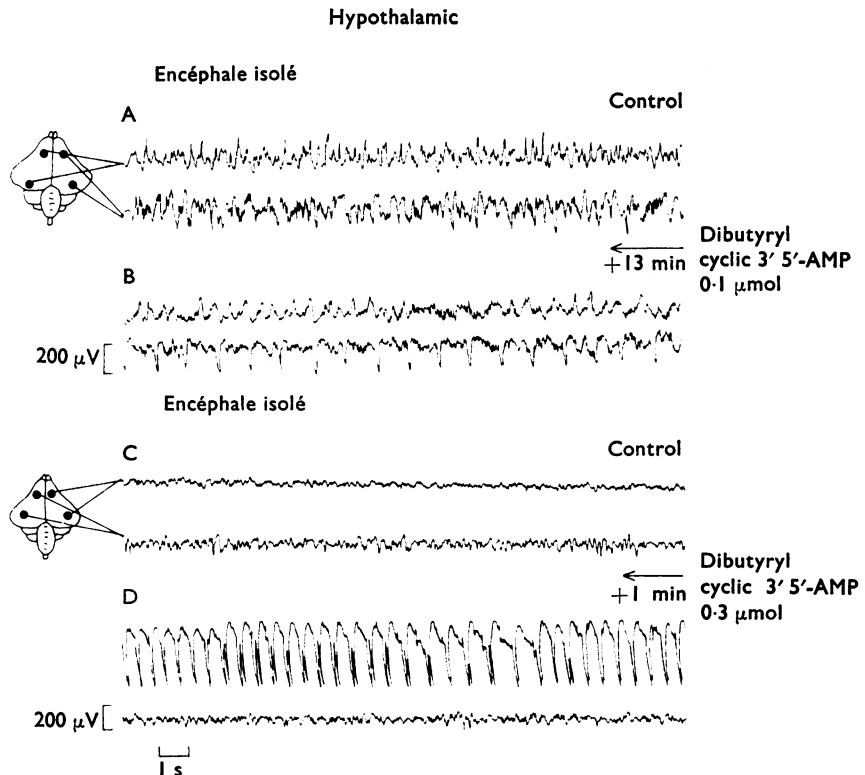 Hypothalamic
Encéphale isolé
A
Control
Dibutyryl
cyclic 3′ 5′-AMP
0·1 μmol
+13 min
B
200 μV
Encéphale isolé
C
Control
Dibutyryl
cyclic 3′ 5′-AMP
0·3 μmol
+1 min
D
200 μV
1 s